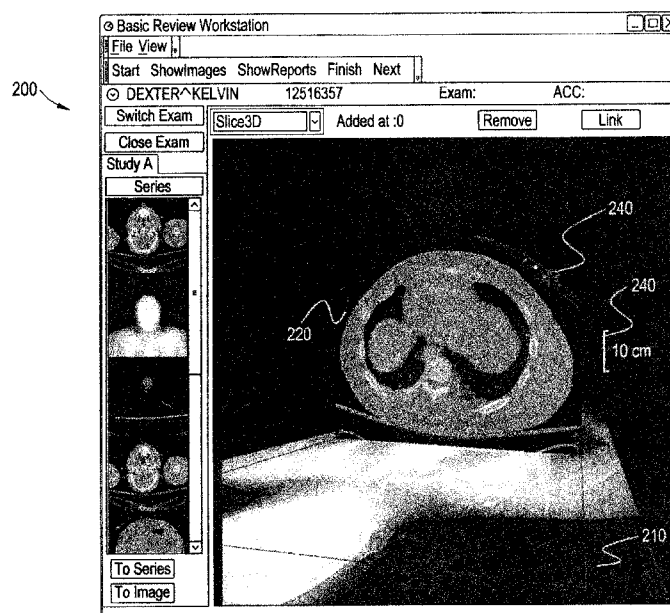 Basic Review Workstation
File View
Start ShowImages ShowReports Finish Next
200
DEXTER^KELVIN 12516357 Exam: ACC:
Switch Exam
Slice3D Added at :0 Remove Link
Close Exam
Study A
Series
240
240
220
10 cm
210
To Series
To Image